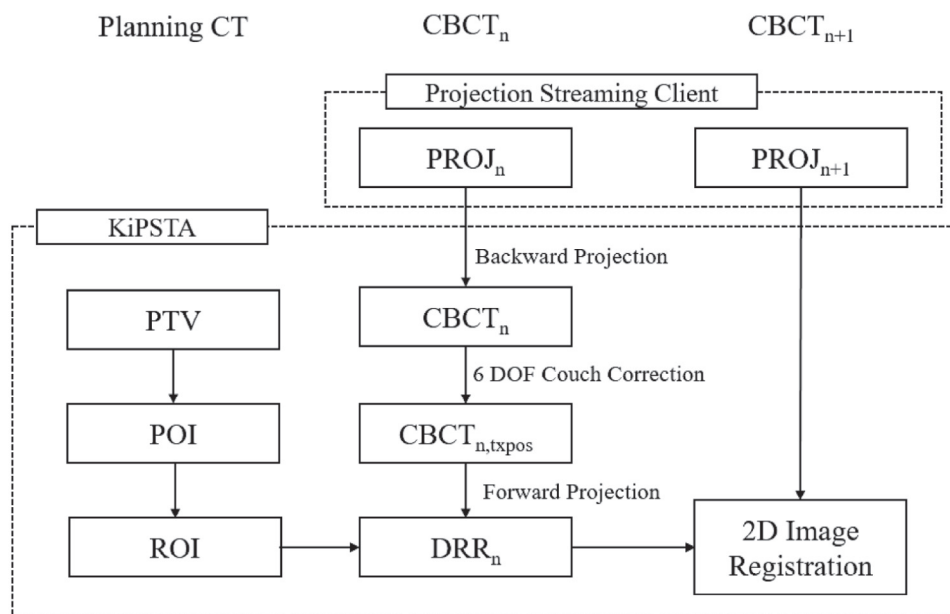 Planning CT
CBCTn
CBCTn+1
Projection Streaming Client
PROJn
PROJn+1
KiPSTA
Backward Projection
PTV
CBCTn
6 DOF Couch Correction
POI
CBCTn,txpos
Forward Projection
ROI
DRRn
2D Image
Registration